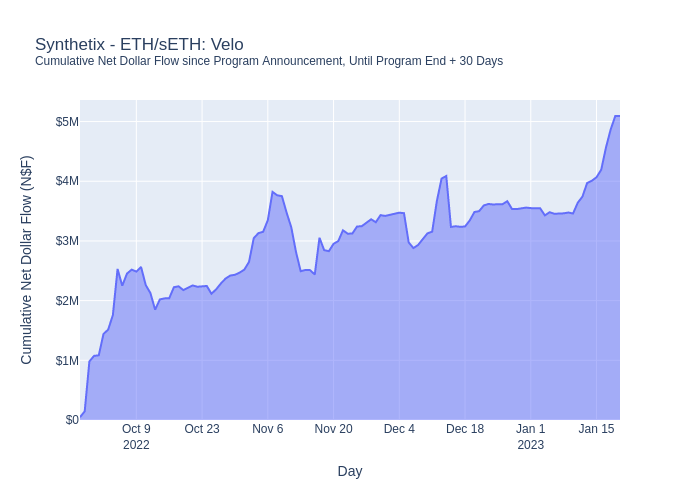 Synthetix - ETH/sETH: Velo
Cumulative Net Dollar Flow since Program Announcement, Until Program End + 30 Days
Cumulative Net Dollar Flow (N$F)
$5M
$4M
$3M
$2M
$1M
$0
Oct 9
2022
Oct 23
Nov 6
Nov 20
Dec 4
Dec 18
Jan 1
2023
Jan 15
Day